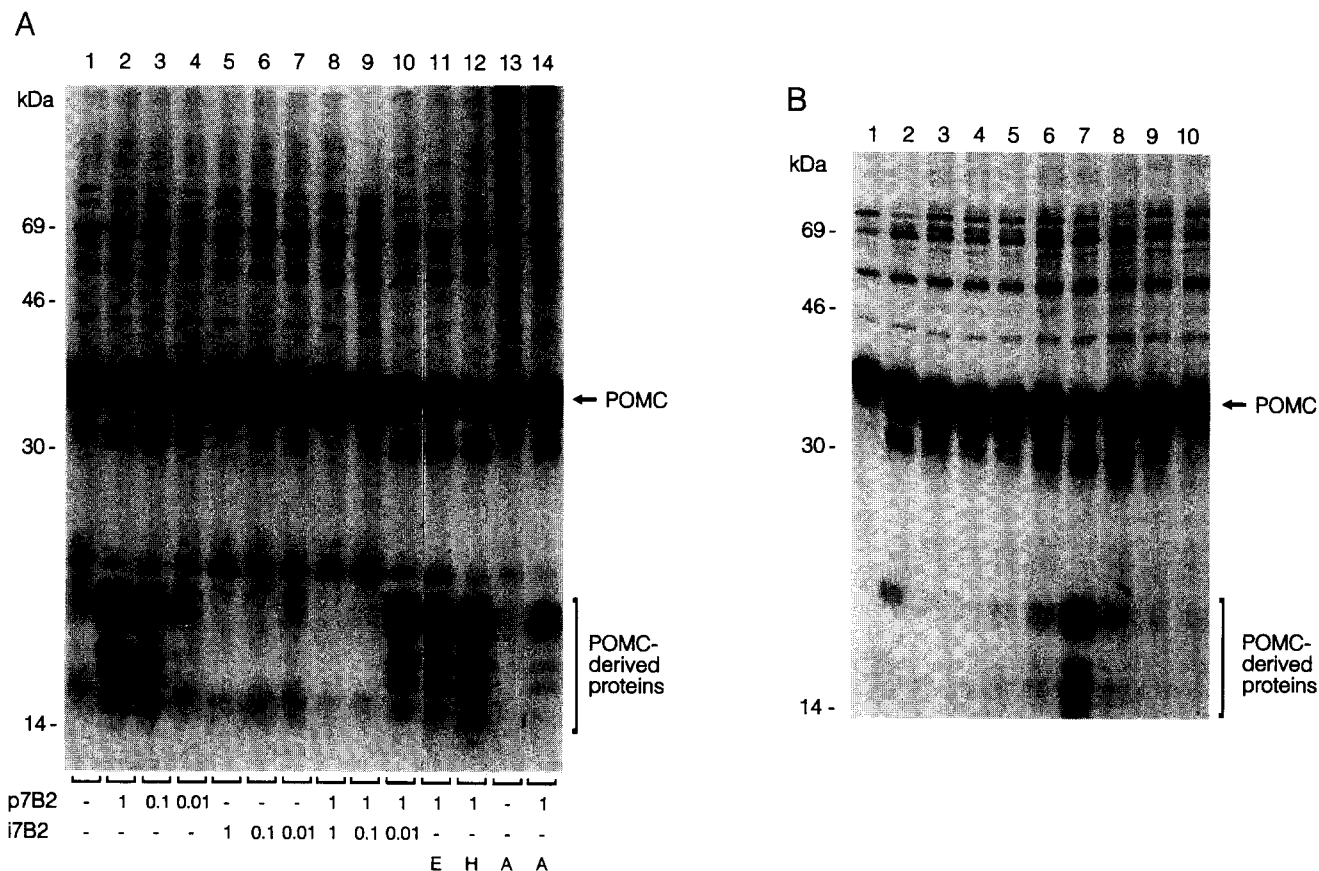 A
1 2 3 4 5 6 7 8 9 10 11 12 13 14
kDa
69 -
46 -
30 -
14 -
← POMC
POMC-
derived
proteins
p7B2 - 1 0.1 0.01 - - - 1 1 1 1 1 - 1
i7B2 - - - - 1 0.1 0.01 1 0.1 0.01 - - - -
E H A A
B
1 2 3 4 5 6 7 8 9 10
kDa
69 -
46 -
30 -
14 -
← POMC
POMC-
derived
proteins